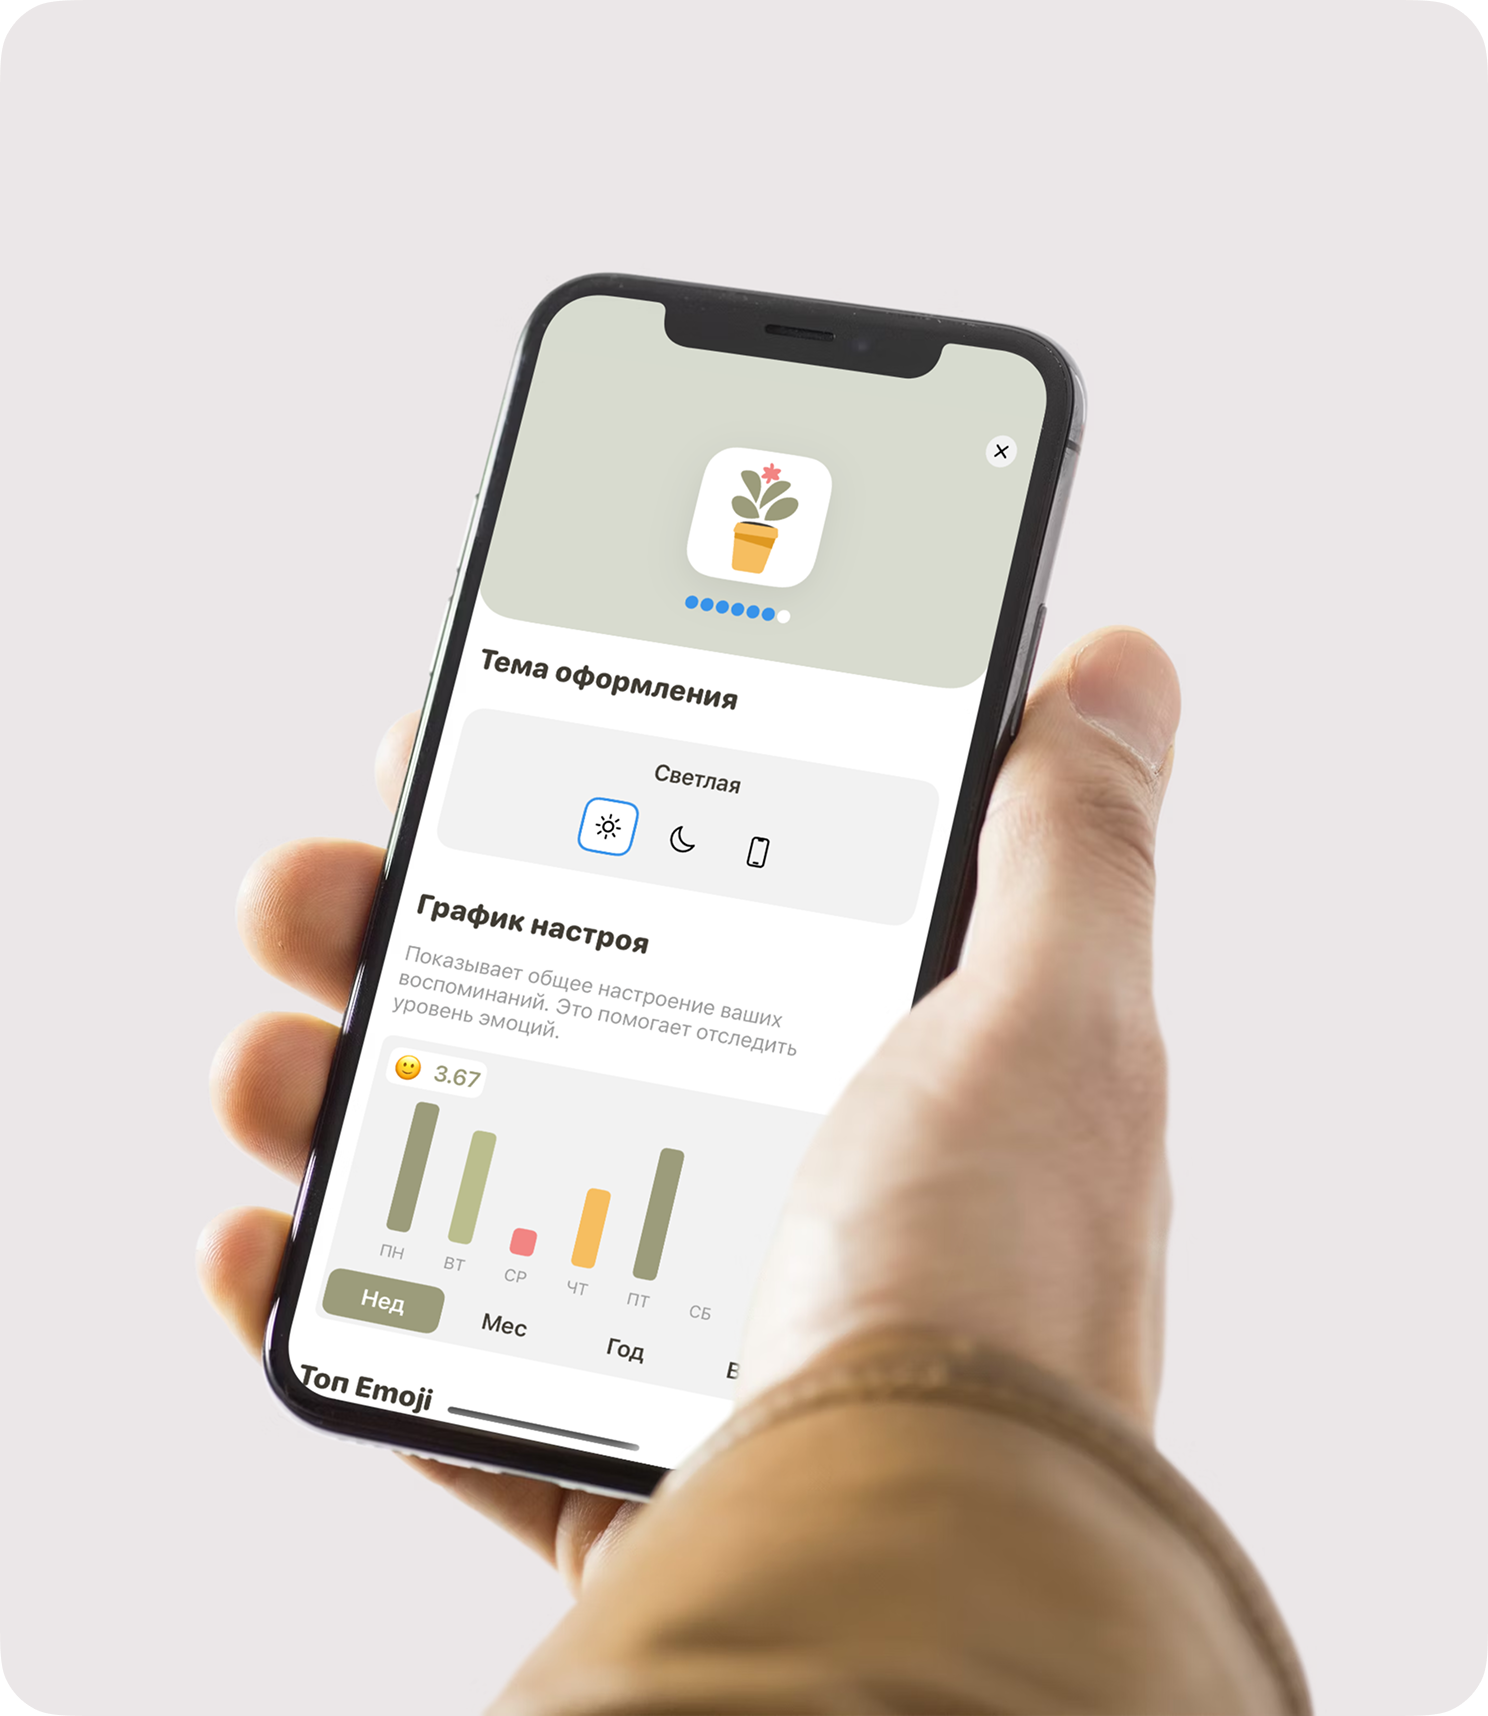 Тема оформления
Светлая
График настроя
Показывает общее настроение ваших
воспоминаний. Это помогает отследить
уровень эмоций.
3.67
ПН ВТ СР ЧТ ПТ СБ
Нед Мес Год В
Топ Emoji